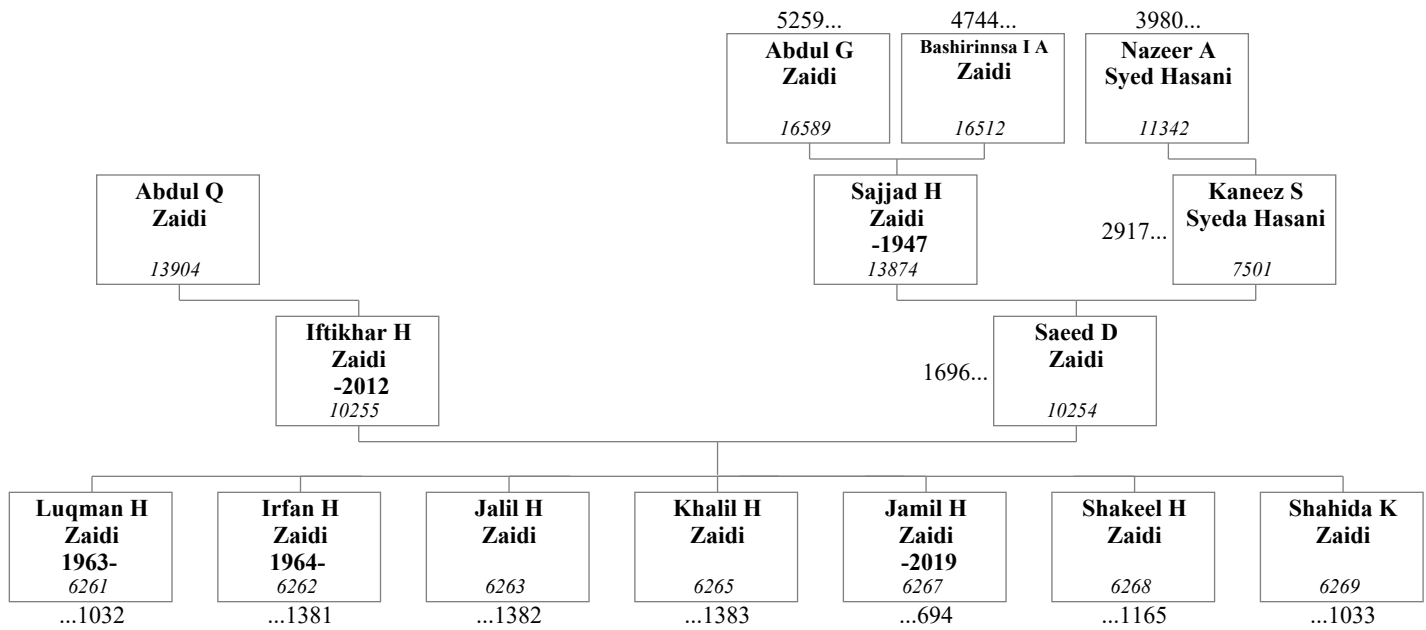 5259...
4744...
3980...
Abdul G
Zaidi
16589
Bashirinnsa I A
Zaidi
16512
Nazeer A
Syed Hasani
11342
Abdul Q
Zaidi
13904
Sajjad H
Zaidi
-1947
13874
2917...
Kaneez S
Syeda Hasani
7501
Iftikhar H
Zaidi
-2012
10255
1696...
Saeed D
Zaidi
10254
Luqman H
Zaidi
1963-
6261
...1032
Irfan H
Zaidi
1964-
6262
...1381
Jalil H
Zaidi
6263
...1382
Khalil H
Zaidi
6265
...1383
Jamil H
Zaidi
-2019
6267
...694
Shakeel H
Zaidi
6268
...1165
Shahida K
Zaidi
6269
...1033